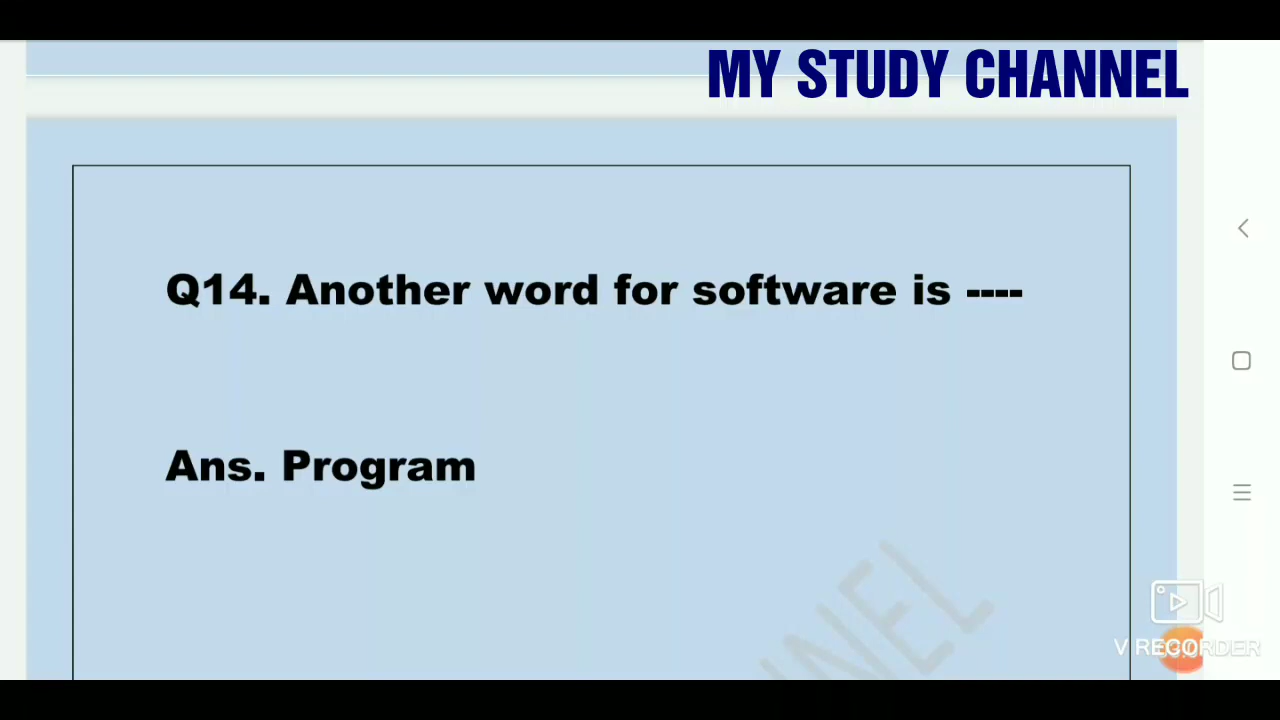 MY STUDY CHANNEL
Q14. Another word for software is ----
Ans. Program
V RECORDER